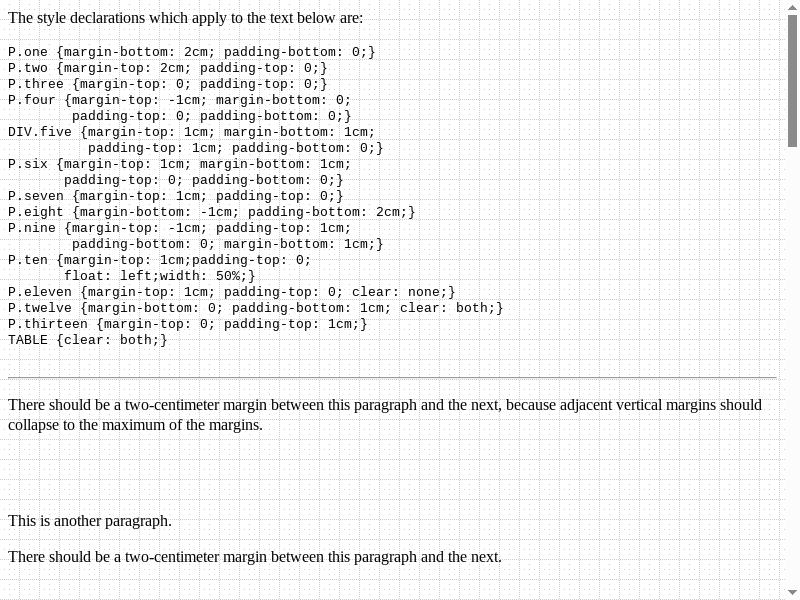 The style declarations which apply to the text below are:
P.one {margin-bottom: 2cm; padding-bottom: 0;}
P.two {margin-top: 2cm; padding-top: 0;}
P.three {margin-top: 0; padding-top: 0;}
P.four {margin-top: -1cm; margin-bottom: 0;
        padding-top: 0; padding-bottom: 0;}
DIV.five {margin-top: 1cm; margin-bottom: 1cm;
          padding-top: 1cm; padding-bottom: 0;}
P.six {margin-top: 1cm; margin-bottom: 1cm;
       padding-top: 0; padding-bottom: 0;}
P.seven {margin-top: 1cm; padding-top: 0;}
P.eight {margin-bottom: -1cm; padding-bottom: 2cm;}
P.nine {margin-top: -1cm; padding-top: 1cm;
        padding-bottom: 0; margin-bottom: 1cm;}
P.ten {margin-top: 1cm;padding-top: 0;
       float: left;width: 50%;}
P.eleven {margin-top: 1cm; padding-top: 0; clear: none;}
P.twelve {margin-bottom: 0; padding-bottom: 1cm; clear: both;}
P.thirteen {margin-top: 0; padding-top: 1cm;}
TABLE {clear: both;}
There should be a two-centimeter margin between this paragraph and the next, because adjacent vertical margins should
collapse to the maximum of the margins.
This is another paragraph.
There should be a two-centimeter margin between this paragraph and the next.